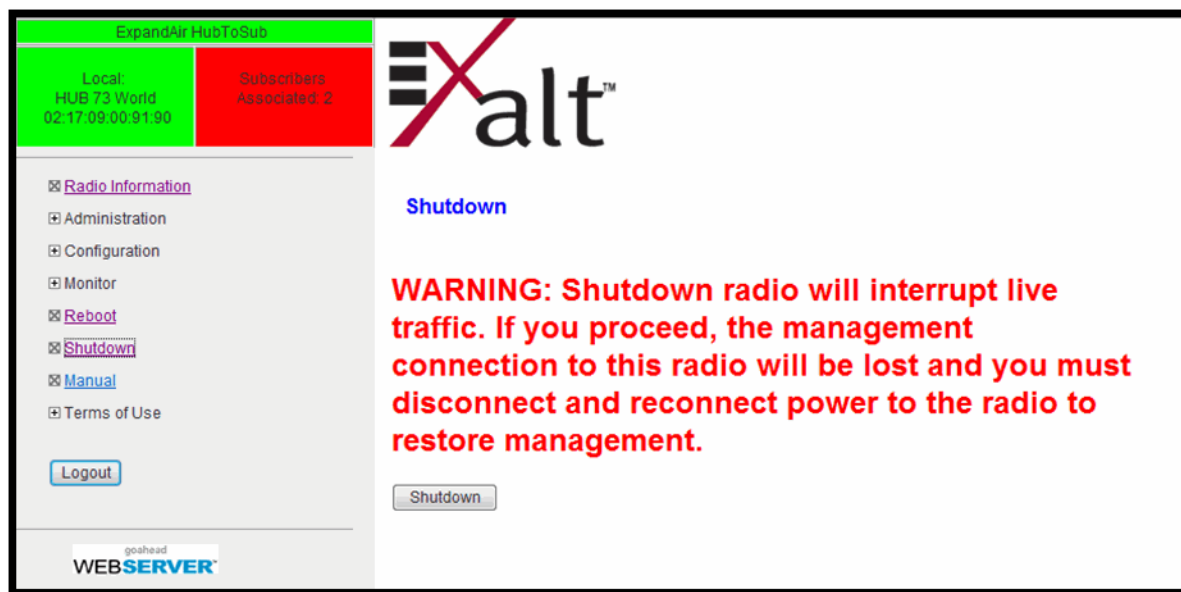 ExpandAir HubToSub
Local:
HUB 73 World
02:17:09:00:91:90
Subscribers
Associated: 2
Radio Information
Administration
Configuration
Monitor
Reboot
Shutdown
Manual
Terms of Use
Logout
goahead
WEBSERVER™
EXalt™
Shutdown
WARNING: Shutdown radio will interrupt live
traffic. If you proceed, the management
connection to this radio will be lost and you must
disconnect and reconnect power to the radio to
restore management.
Shutdown